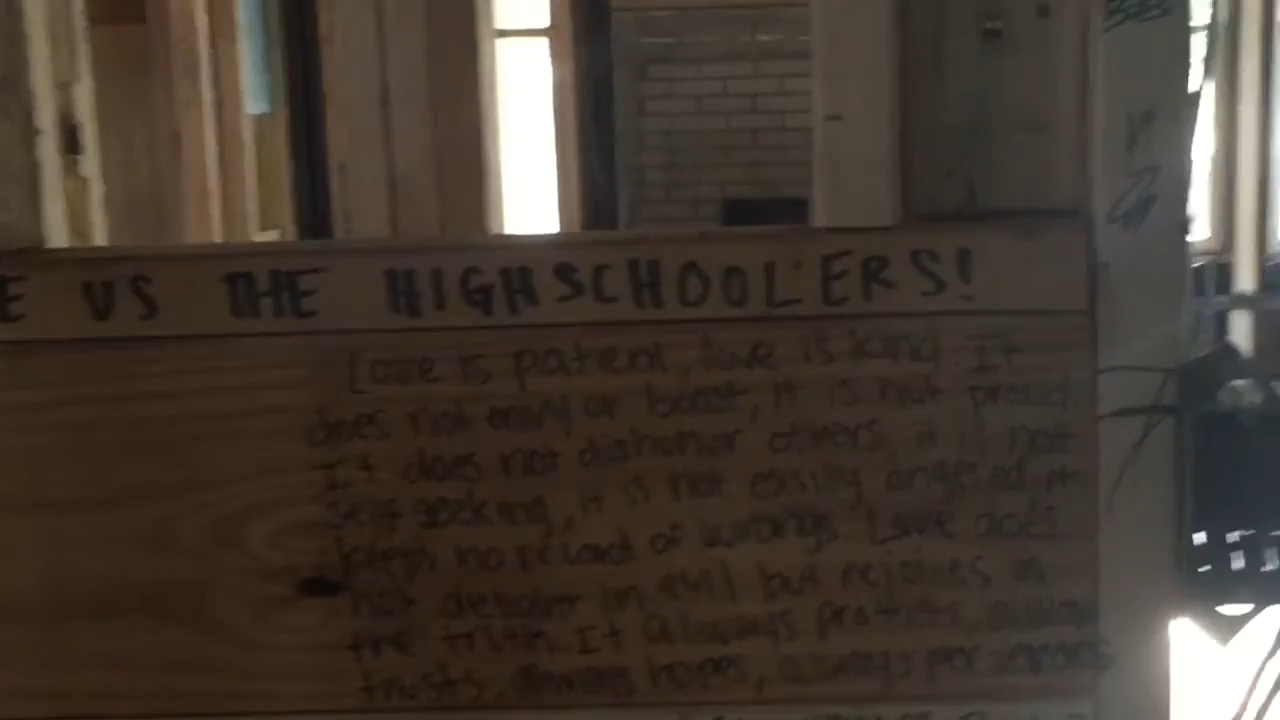 E VS THE HIGHSCHOOLERS!
Love is patient, love is kind. It
does not envy or boast, it is not proud.
It does not dishonor others, it is not
self seeking, it is not easily angered it
keeps no record of wrongs. Love does
not delight in evil but rejoices in
the truth. It always protects, always
trusts, always hopes, always perseveres